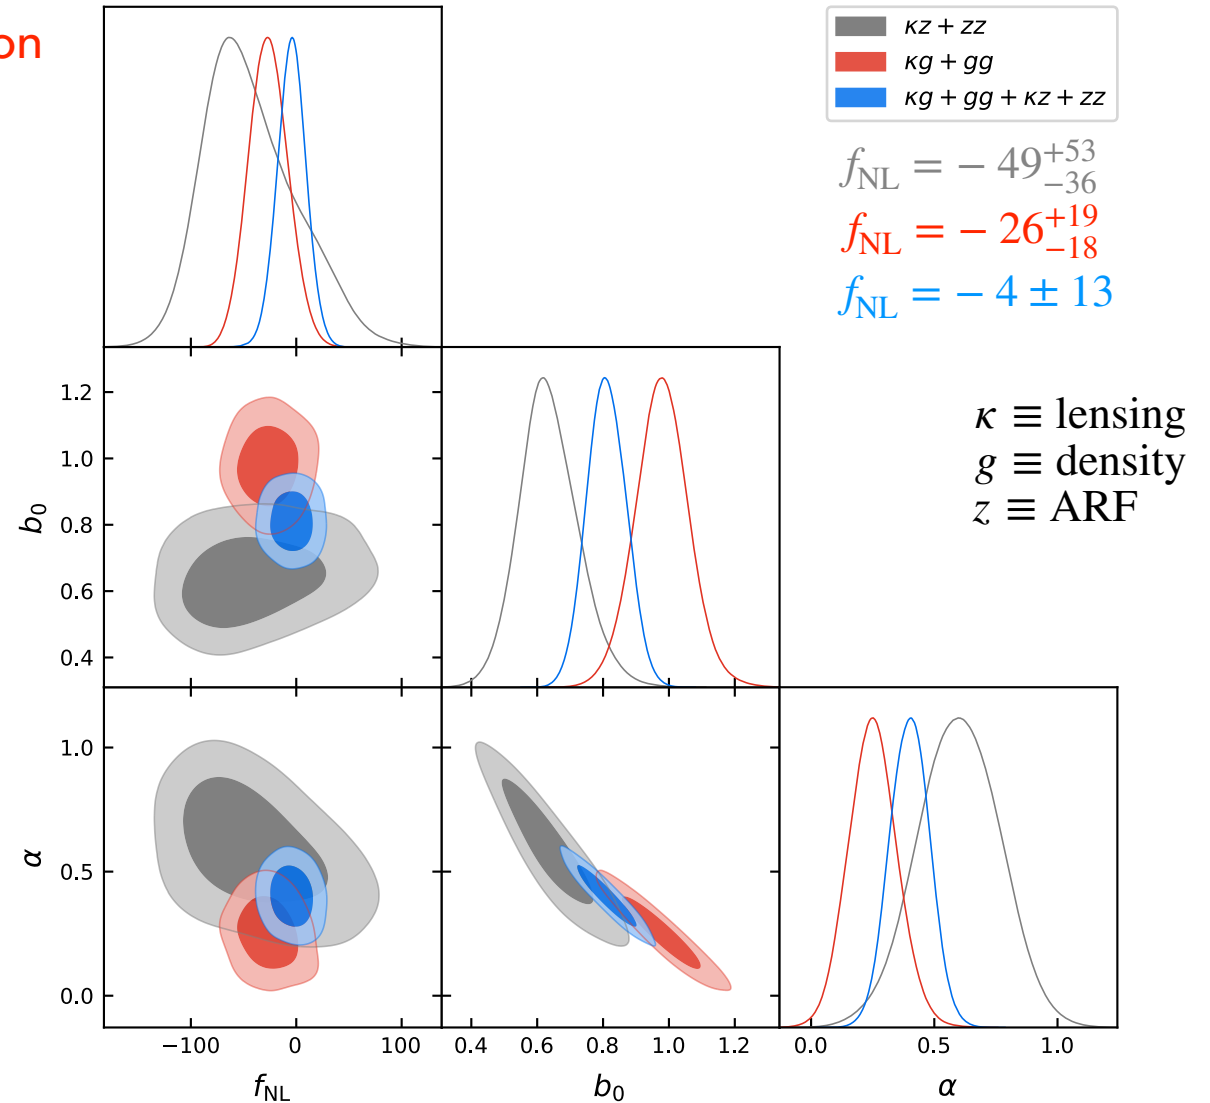 on
κz + zz
κg + gg
κg + gg + κz + zz
f_NL = − 49^{+53}_{−36}
f_NL = − 26^{+19}_{−18}
f_NL = − 4 ± 13
κ ≡ lensing
g ≡ density
z ≡ ARF
1.2
1.0
0.8
0.6
0.4
b_0
1.0
0.5
0.0
α
−100 0 100
0.4 0.6 0.8 1.0 1.2
0.0 0.5 1.0
f_NL
b_0
α